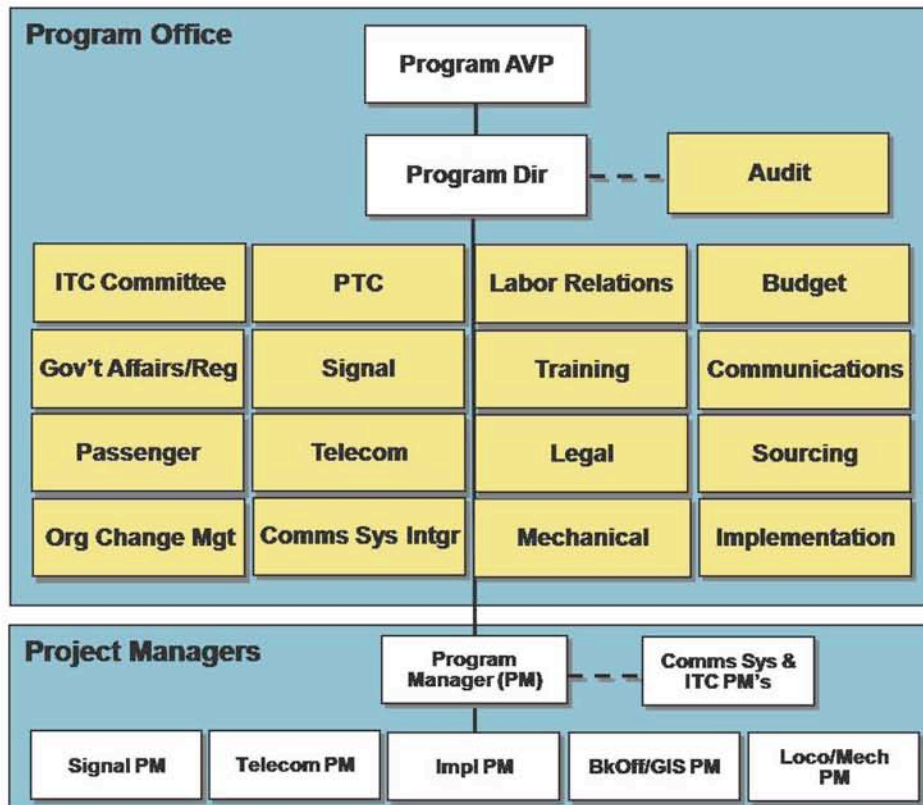 Program Office
Program AVP
Program Dir
Audit
ITC Committee
PTC
Labor Relations
Budget
Gov't Affairs/Reg
Signal
Training
Communications
Passenger
Telecom
Legal
Sourcing
Org Change Mgt
Comms Sys Intgr
Mechanical
Implementation
Project Managers
Program
Manager (PM)
Comms Sys &
ITC PM's
Signal PM
Telecom PM
Impl PM
BkOff/GIS PM
Loco/Mech
PM